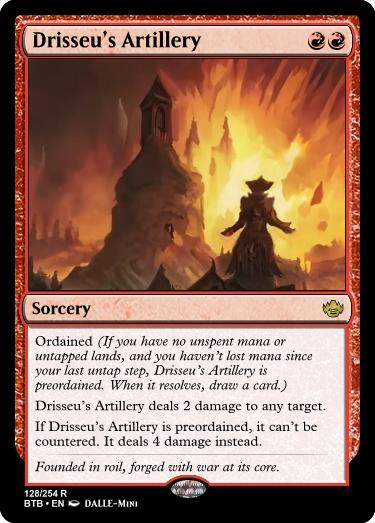 Drisseu's Artillery
Sorcery
Ordained (If you have no unspent mana or
untapped lands, and you haven't lost mana since
your last untap step, Drisseu's Artillery is
preordained. When it resolves, draw a card.)
Drisseu's Artillery deals 2 damage to any target.
If Drisseu's Artillery is preordained, it can't be
countered. It deals 4 damage instead.
Founded in roil, forged with war at its core.
128/254 R
BTB • EN DALLE-Mini